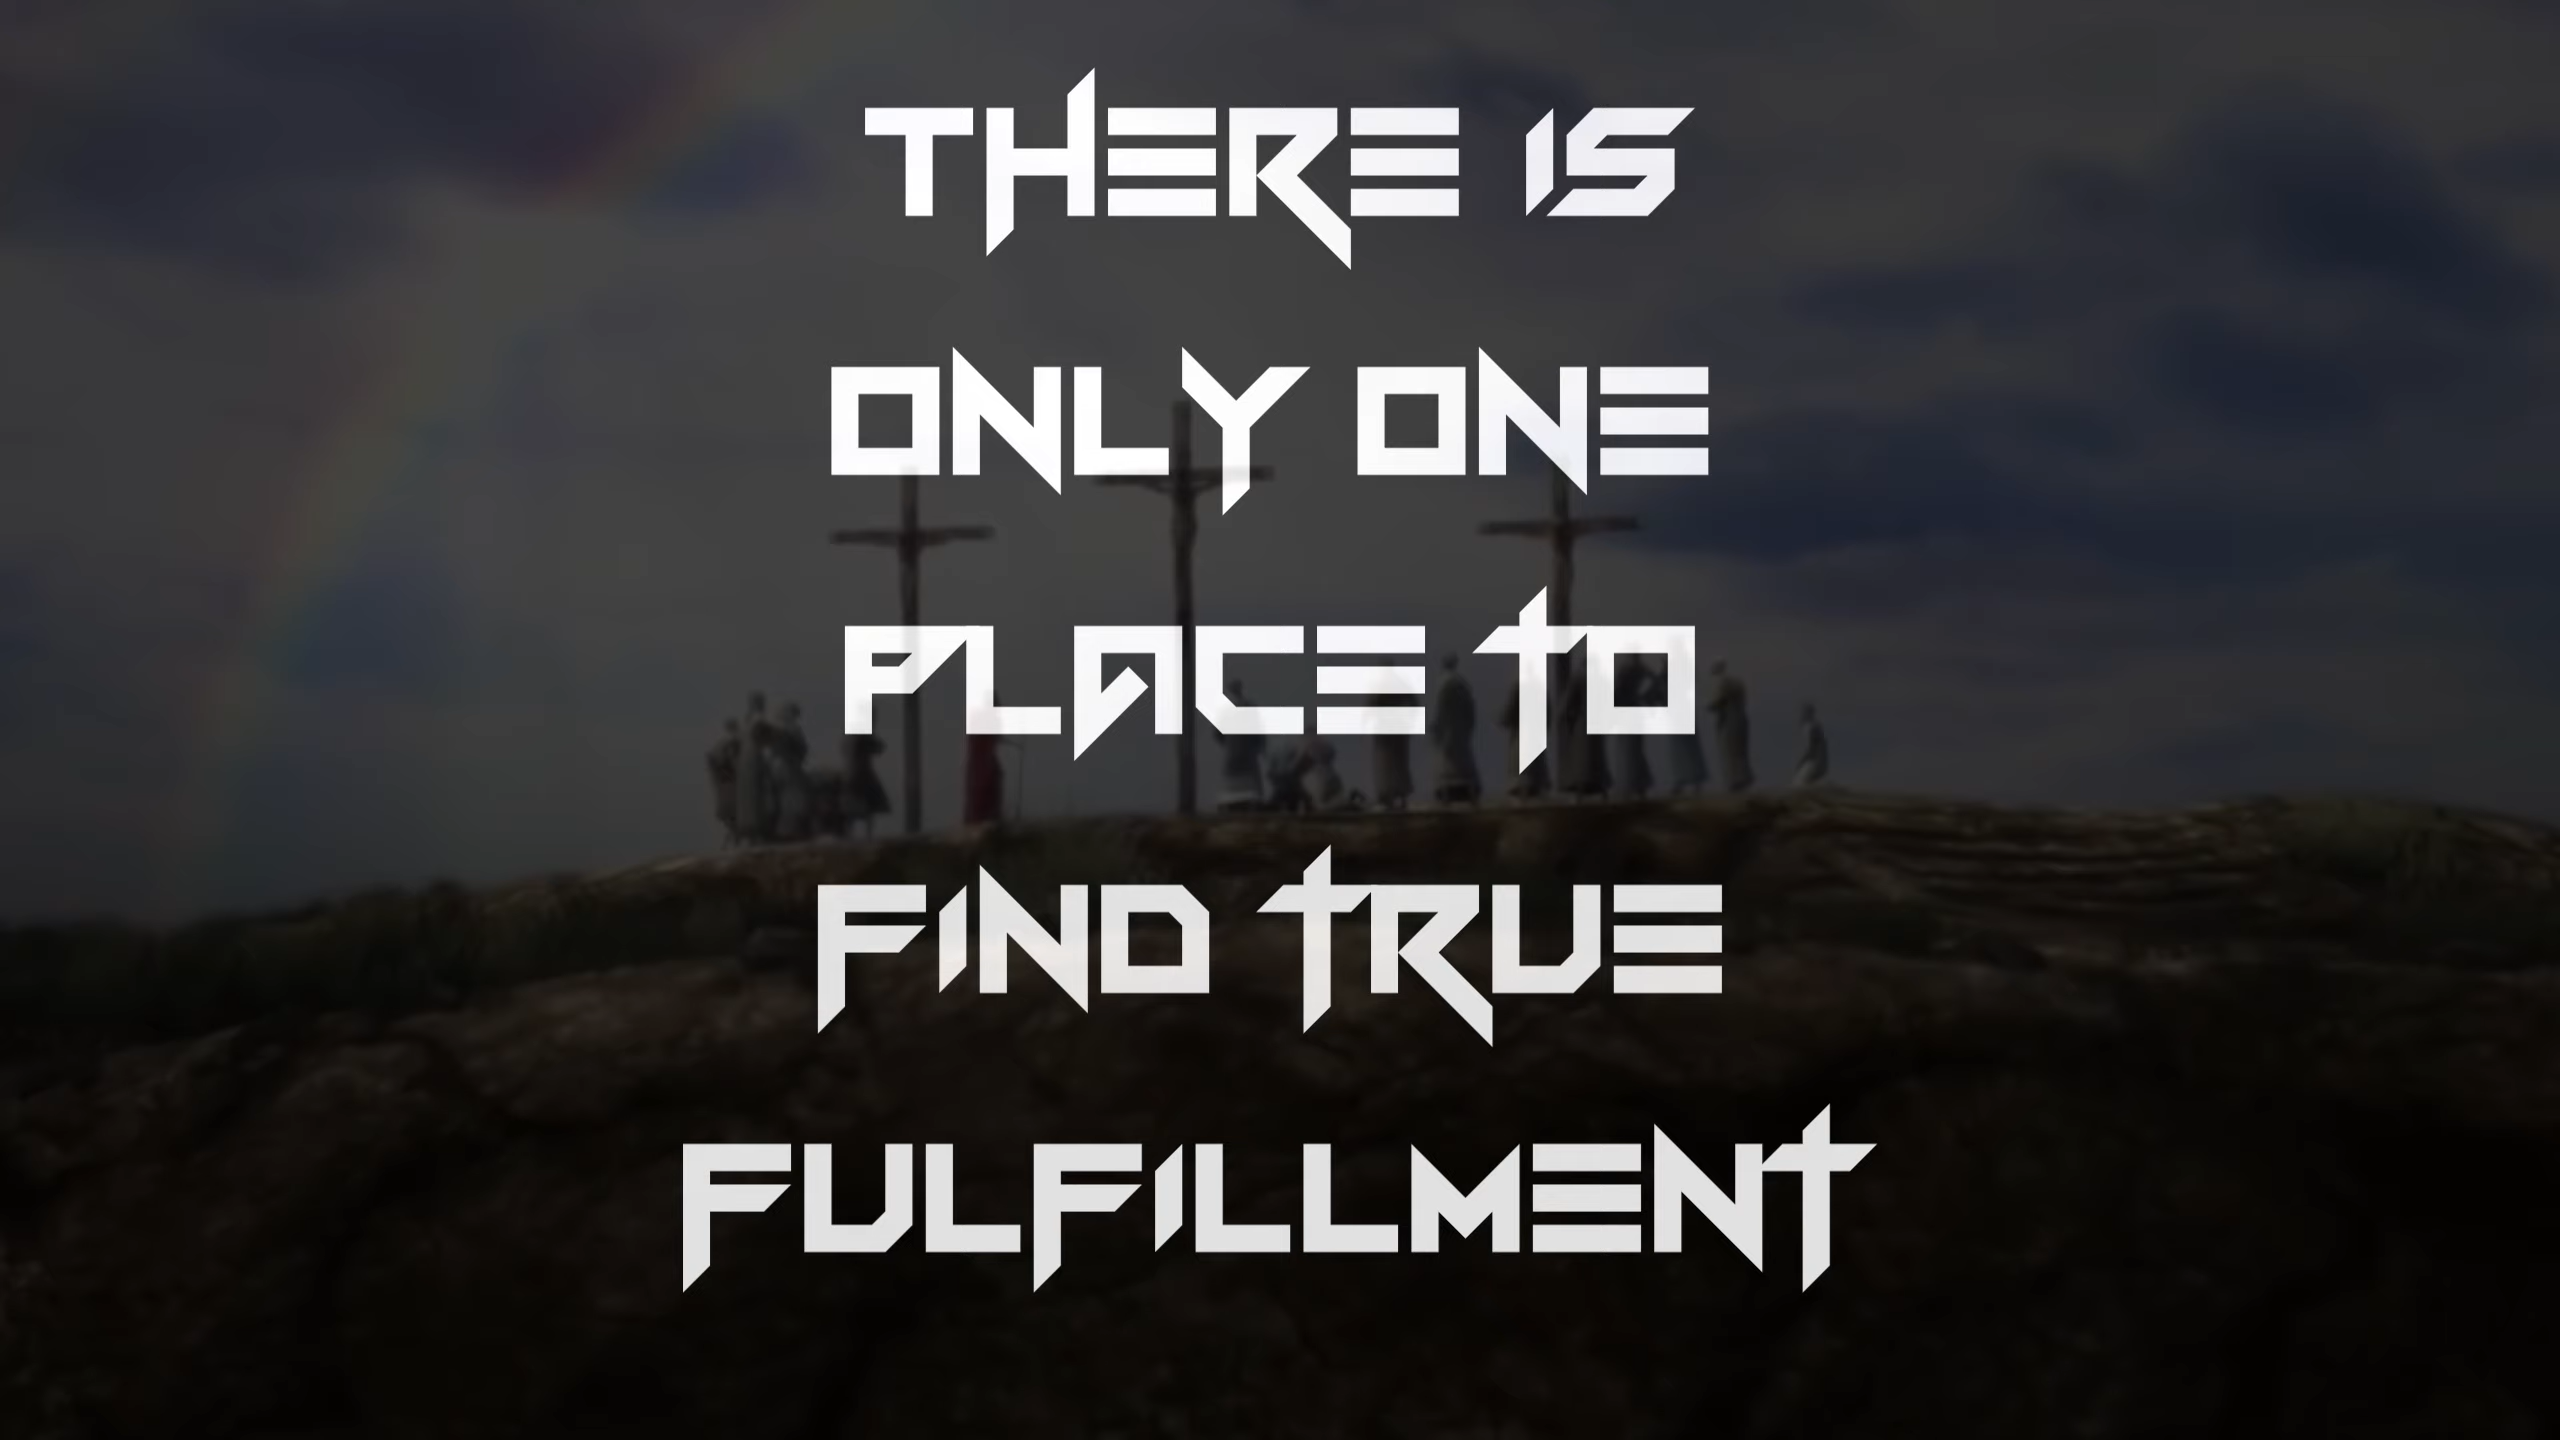 THERE IS
ONLY ONE
PLACE TO
FIND TRUE
FULFILLMENT